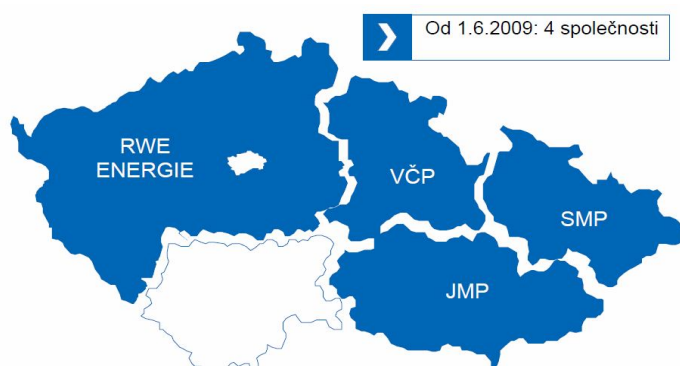 Od 1.6.2009: 4 společnosti
RWE
ENERGIE
VČP
SMP
JMP